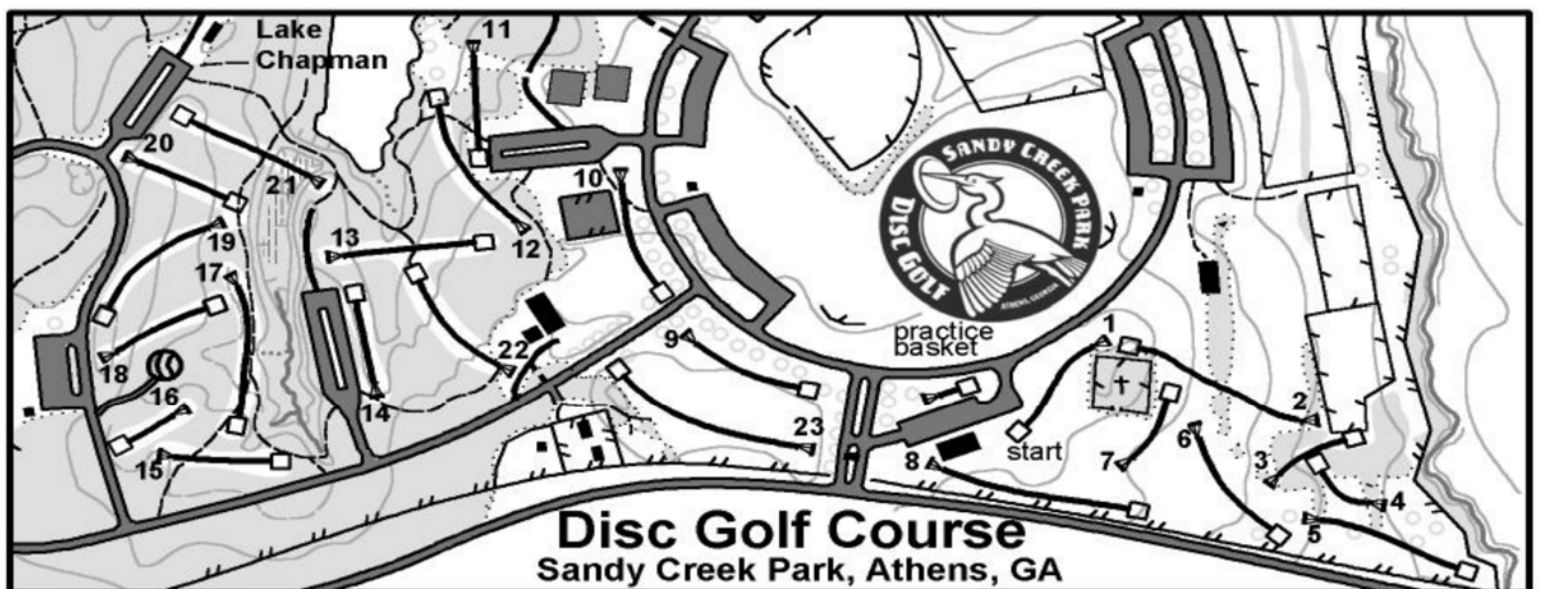 Lake
Chapman
11
20
21
10
SANDY CREEK PARK
DISC GOLF
ATHENS, GEORGIA
19
13
12
17
practice
basket
1
9
22
18
16
14
2
23
start
6
15
8
7
3
4
5
Disc Golf Course
Sandy Creek Park, Athens, GA